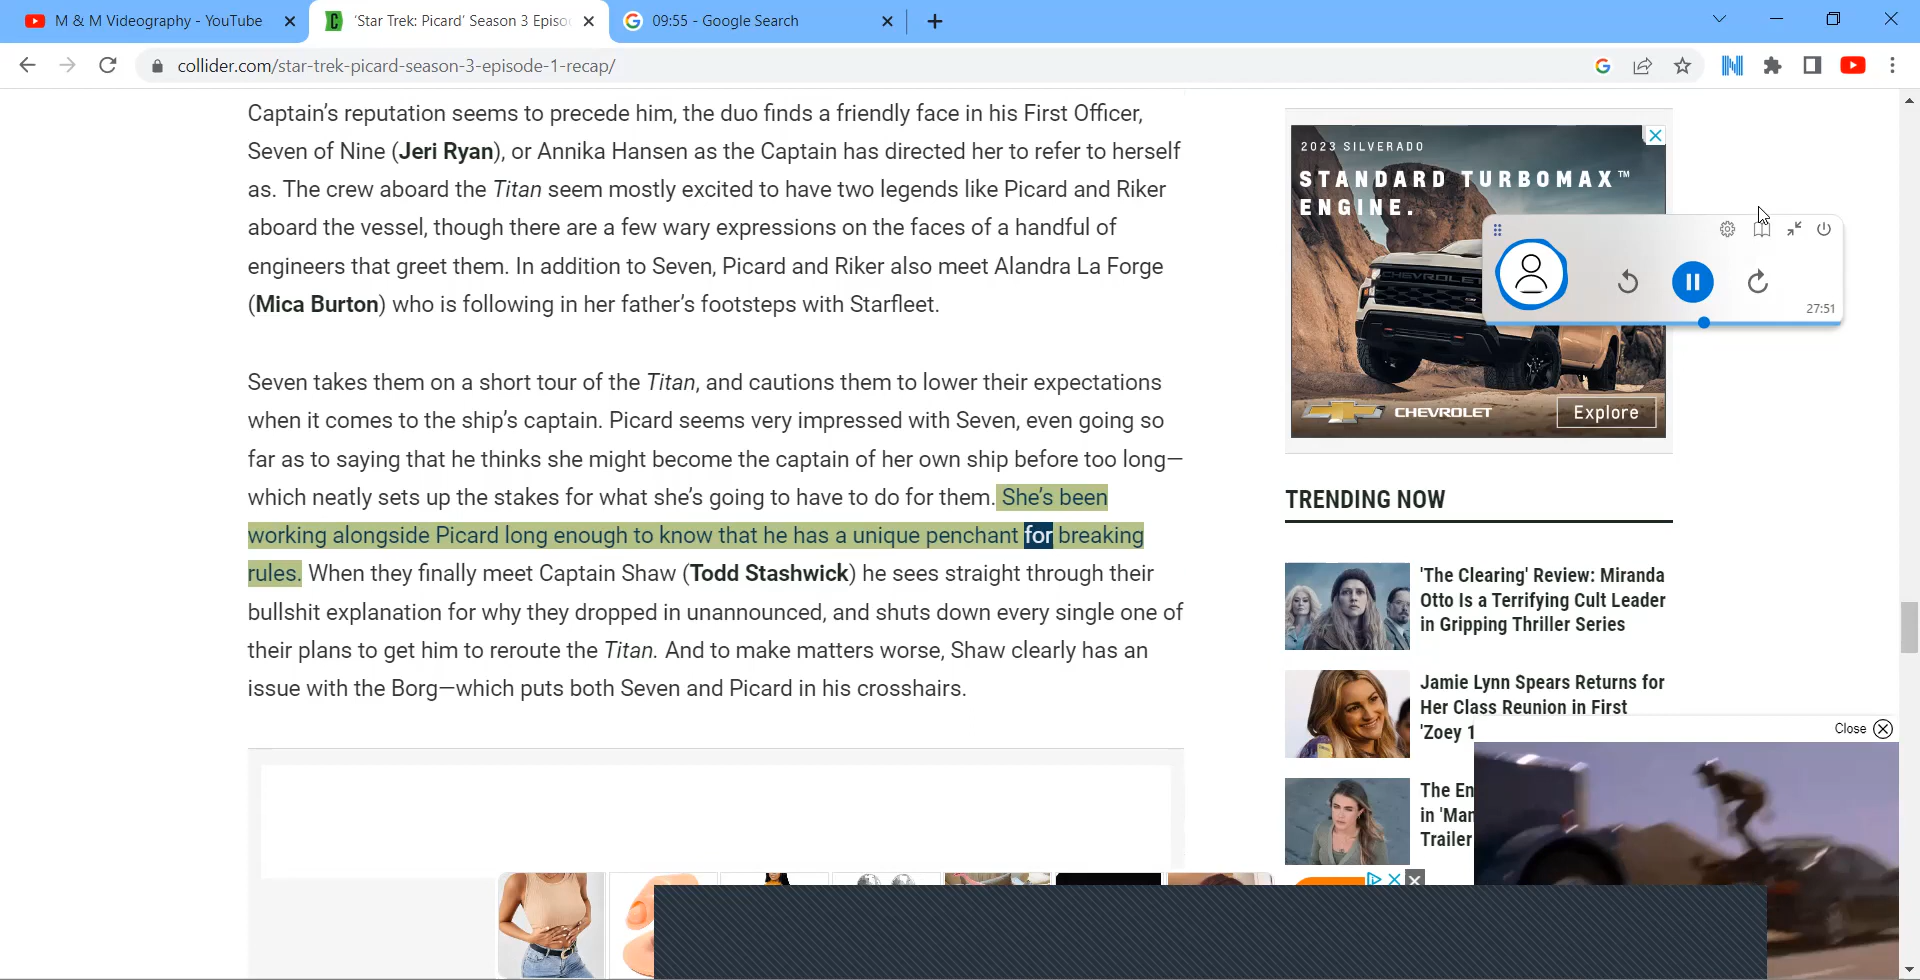 M & M Videography - YouTube
'Star Trek: Picard' Season 3 Episo
09:55 - Google Search
collider.com/star-trek-picard-season-3-episode-1-recap/
Captain's reputation seems to precede him, the duo finds a friendly face in his First Officer,
Seven of Nine (Jeri Ryan), or Annika Hansen as the Captain has directed her to refer to herself
as. The crew aboard the Titan seem mostly excited to have two legends like Picard and Riker
aboard the vessel, though there are a few wary expressions on the faces of a handful of
engineers that greet them. In addition to Seven, Picard and Riker also meet Alandra La Forge
(Mica Burton) who is following in her father's footsteps with Starfleet.
Seven takes them on a short tour of the Titan, and cautions them to lower their expectations
when it comes to the ship's captain. Picard seems very impressed with Seven, even going so
far as to saying that he thinks she might become the captain of her own ship before too long—
which neatly sets up the stakes for what she's going to have to do for them. She's been
working alongside Picard long enough to know that he has a unique penchant for breaking
rules. When they finally meet Captain Shaw (Todd Stashwick) he sees straight through their
bullshit explanation for why they dropped in unannounced, and shuts down every single one of
their plans to get him to reroute the Titan. And to make matters worse, Shaw clearly has an
issue with the Borg—which puts both Seven and Picard in his crosshairs.
2023 SILVERADO
STANDARD TURBOMAX™
ENGINE.
CHEVROLET
27:51
CHEVROLET
Explore
TRENDING NOW
'The Clearing' Review: Miranda
Otto Is a Terrifying Cult Leader
in Gripping Thriller Series
Jamie Lynn Spears Returns for
Her Class Reunion in First
'Zoey 1
Close
The En
in 'Mar
Trailer